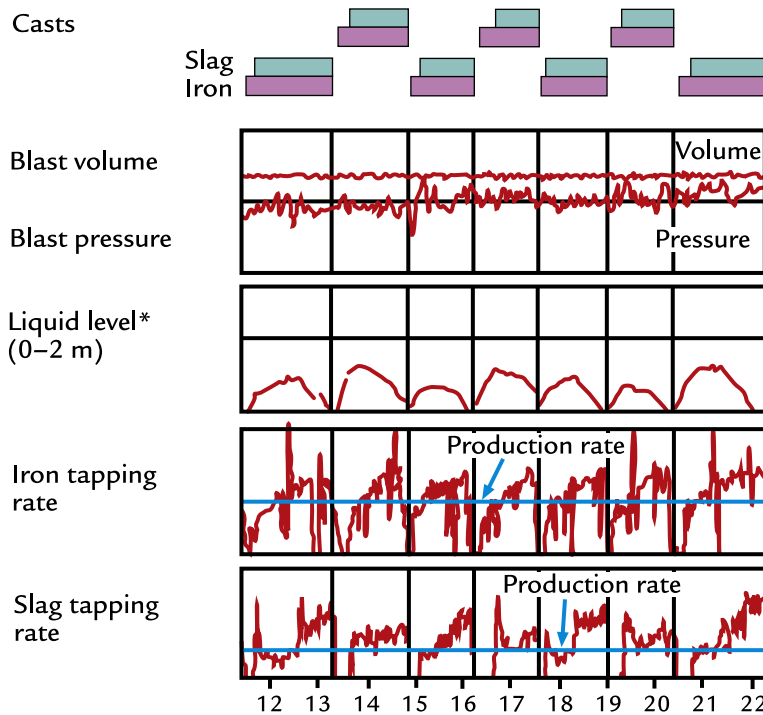 Casts
Slag
Iron
Blast volume
Volume
Blast pressure
Pressure
Liquid level*
(0–2 m)
Iron tapping
rate
Production rate
Slag tapping
rate
Production rate
12 13 14 15 16 17 18 19 20 21 22